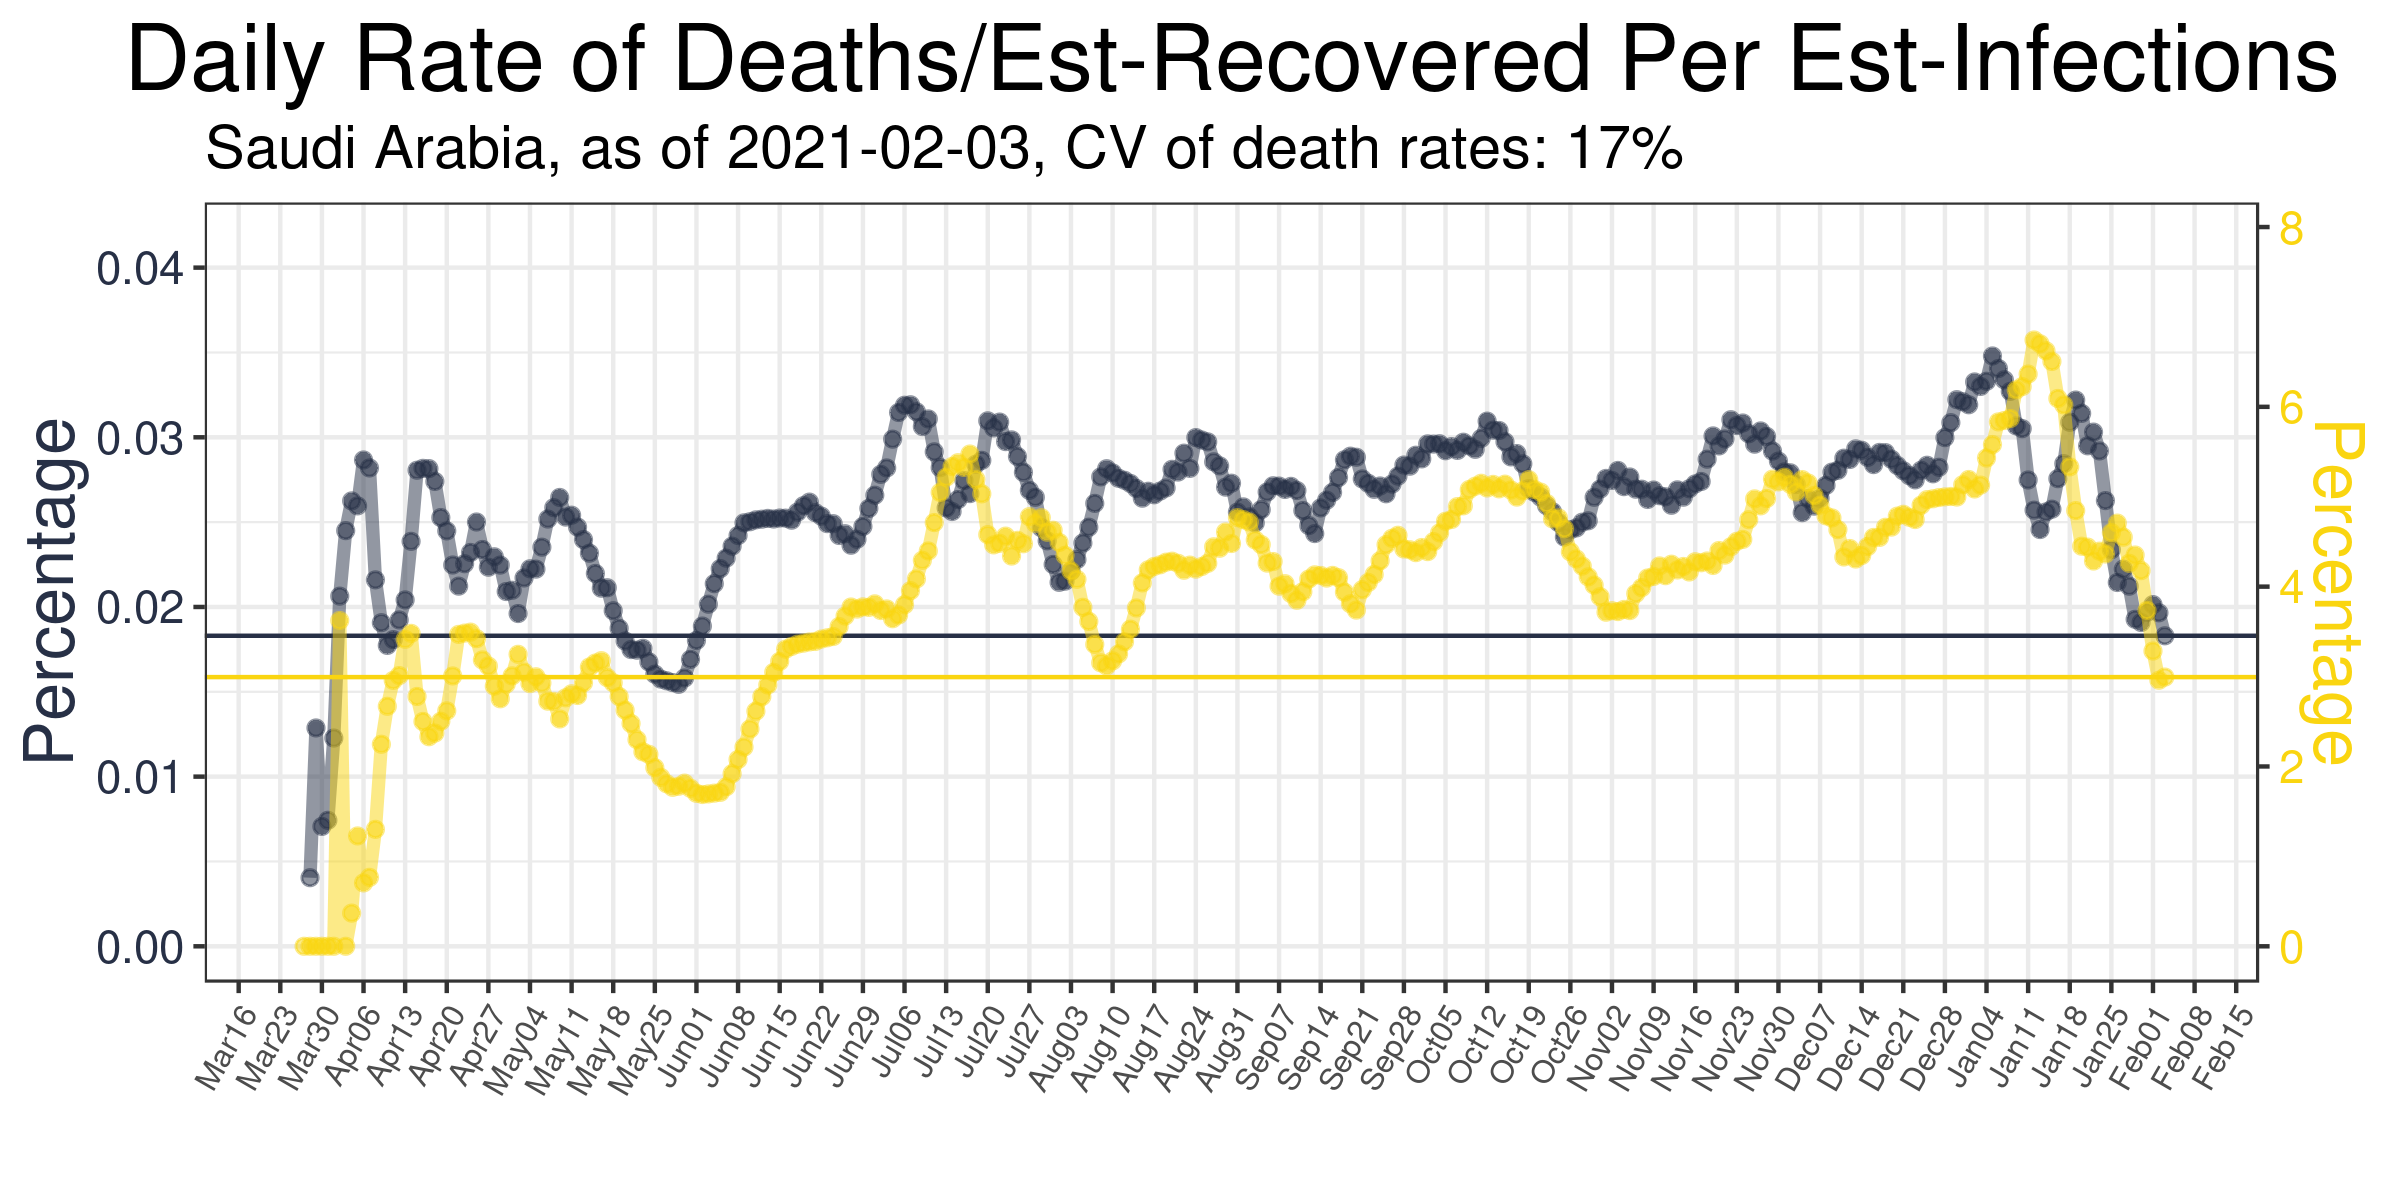 Daily Rate of Deaths/Est-Recovered Per Est-Infections
Saudi Arabia, as of 2021-02-03, CV of death rates: 17%
Percentage
0.04
0.03
0.02
0.01
0.00
8
6
4
2
0
Percentage
Mar16 Mar23 Mar30 Apr06 Apr13 Apr20 Apr27 May04 May11 May18 May25 Jun01 Jun08 Jun15 Jun22 Jun29 Jul06 Jul13 Jul20 Jul27 Aug03 Aug10 Aug17 Aug24 Aug31 Sep07 Sep14 Sep21 Sep28 Oct05 Oct12 Oct19 Oct26 Nov02 Nov09 Nov16 Nov23 Nov30 Dec07 Dec14 Dec21 Dec28 Jan04 Jan11 Jan18 Jan25 Feb01 Feb08 Feb15